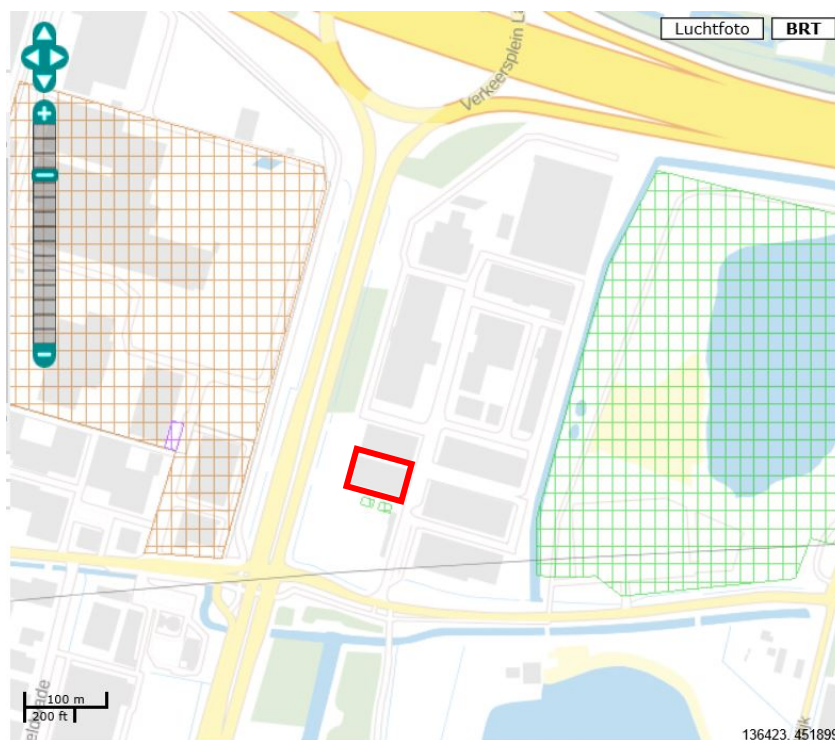 Luchtfoto
BRT
Verkeersplein
100 m
200 ft
136423, 451899